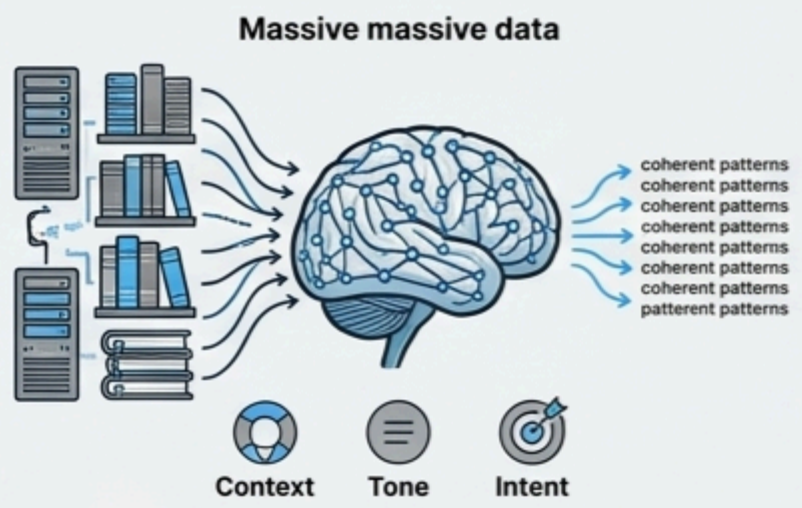 Massive massive data
coherent patterns
coherent patterns
coherent patterns
coherent patterns
coherent patterns
coherent patterns
coherent patterns
patterent patterns
Context
Tone
Intent